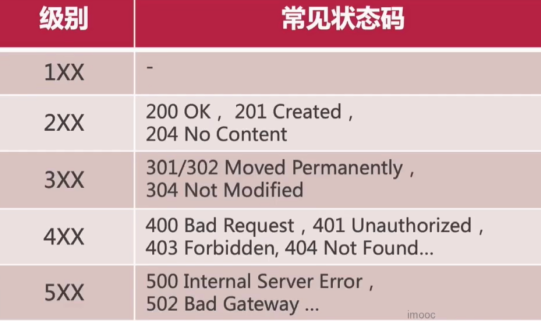 级别 常见状态码
1XX -
2XX 200 OK，201 Created，
204 No Content
3XX 301/302 Moved Permanently，
304 Not Modified
4XX 400 Bad Request，401 Unauthorized，
403 Forbidden, 404 Not Found...
5XX 500 Internal Server Error，
502 Bad Gateway ...
imooc